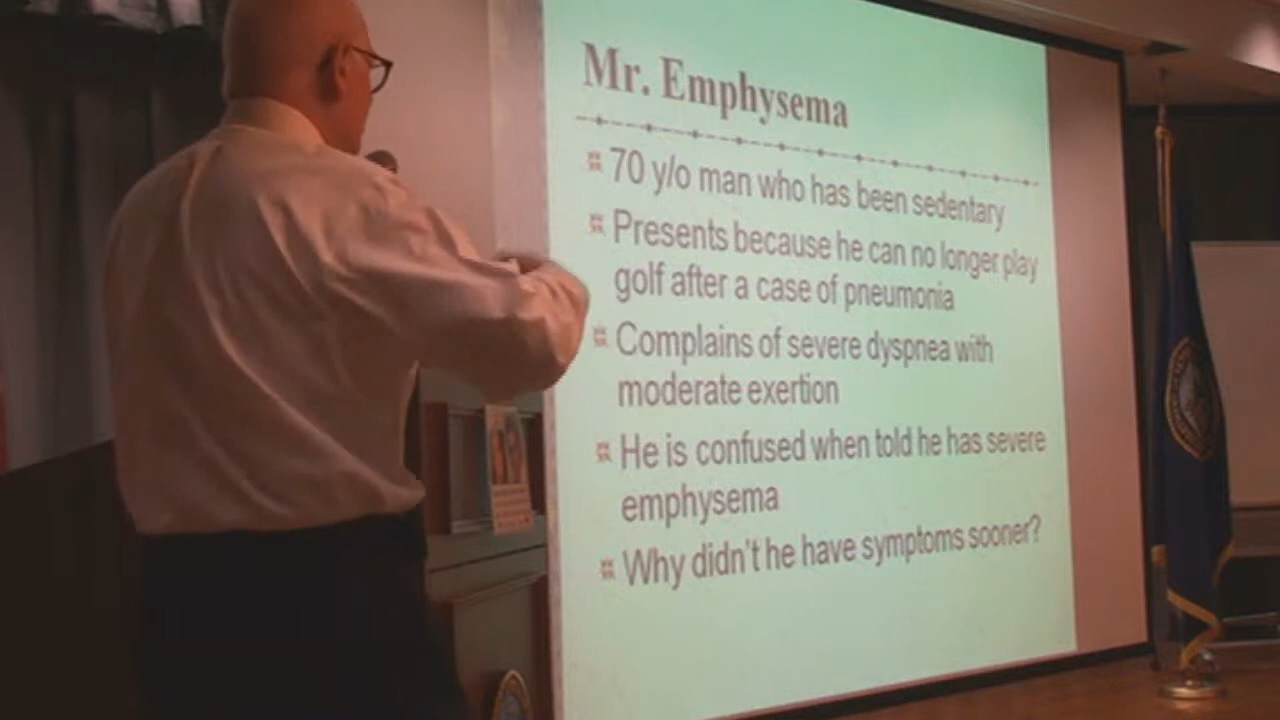 Mr. Emphysema
70 y/o man who has been sedentary
Presents because he can no longer play
golf after a case of pneumonia
Complains of severe dyspnea with
moderate exertion
He is confused when told he has severe
emphysema
Why didn't he have symptoms sooner?